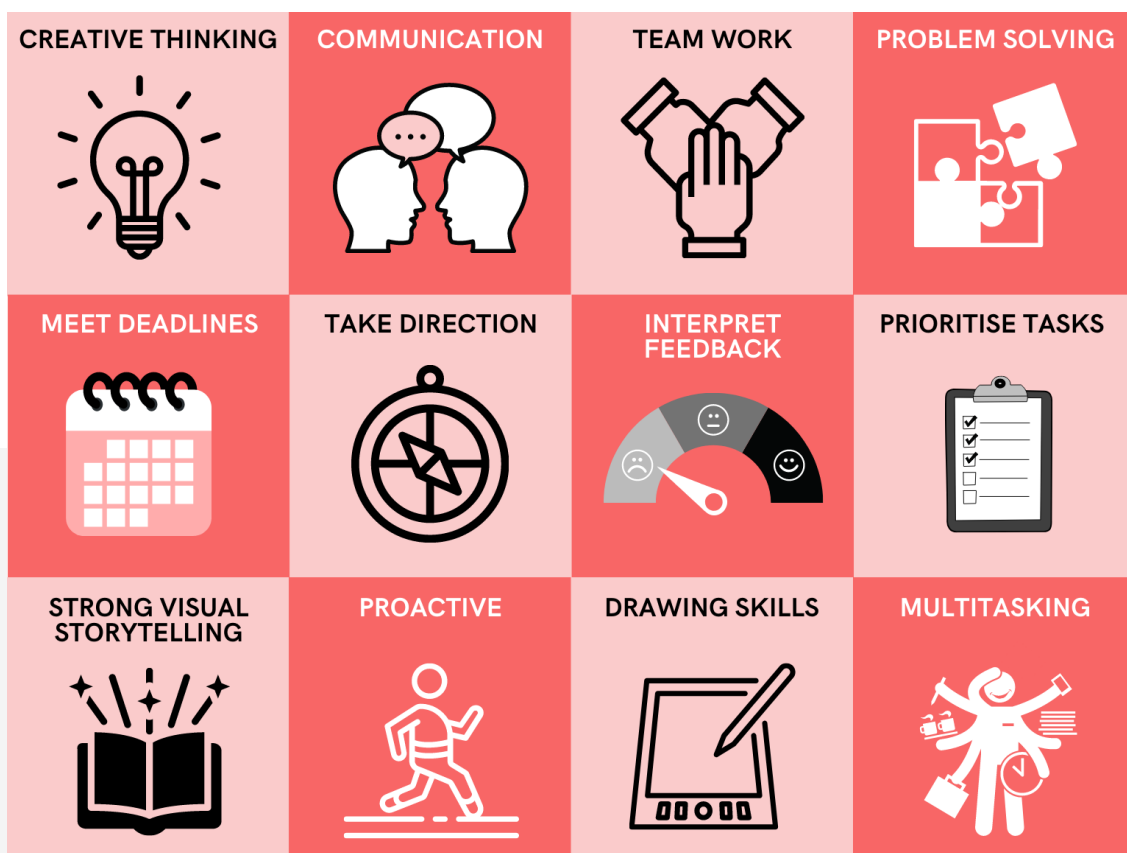 CREATIVE THINKING
COMMUNICATION
TEAM WORK
PROBLEM SOLVING
MEET DEADLINES
TAKE DIRECTION
INTERPRET
FEEDBACK
PRIORITISE TASKS
STRONG VISUAL
STORYTELLING
PROACTIVE
DRAWING SKILLS
MULTITASKING